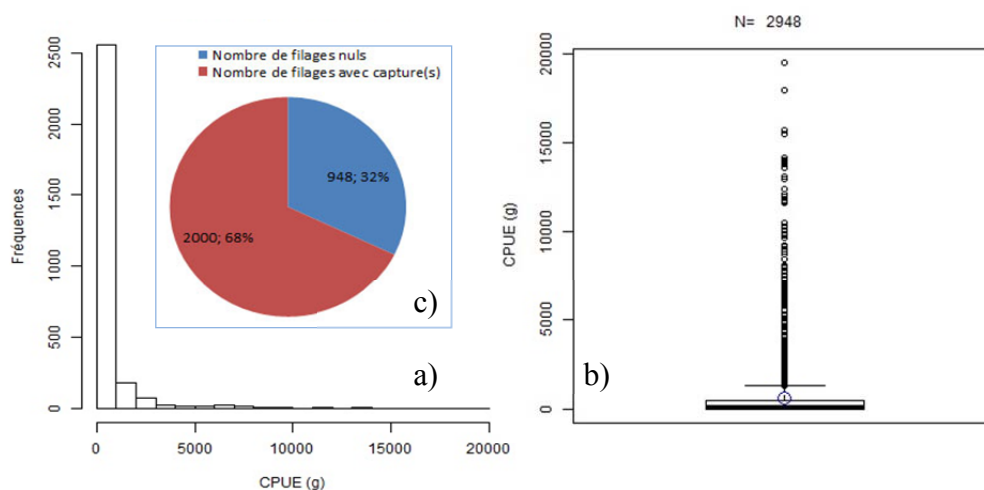 Nombre de filages nuls
Nombre de filages avec capture(s)
948; 32%
2000; 68%
c)
a)
Fréquences
0
500
1000
1500
2000
2500
0
5000
10000
15000
20000
CPUE (g)
N= 2948
b)
CPUE (g)
0
5000
10000
15000
20000